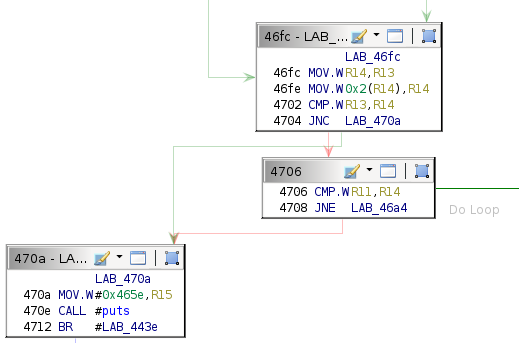 46fc - LAB_...
LAB_46fc
46fc MOV.W R14,R13
46fe MOV.W 0x2(R14),R14
4702 CMP.W R13,R14
4704 JNC LAB_470a
4706
4706 CMP.W R11,R14
4708 JNE LAB_46a4
Do Loop
470a - LA...
LAB_470a
470a MOV.W #0x465e,R15
470e CALL #puts
4712 BR #LAB_443e